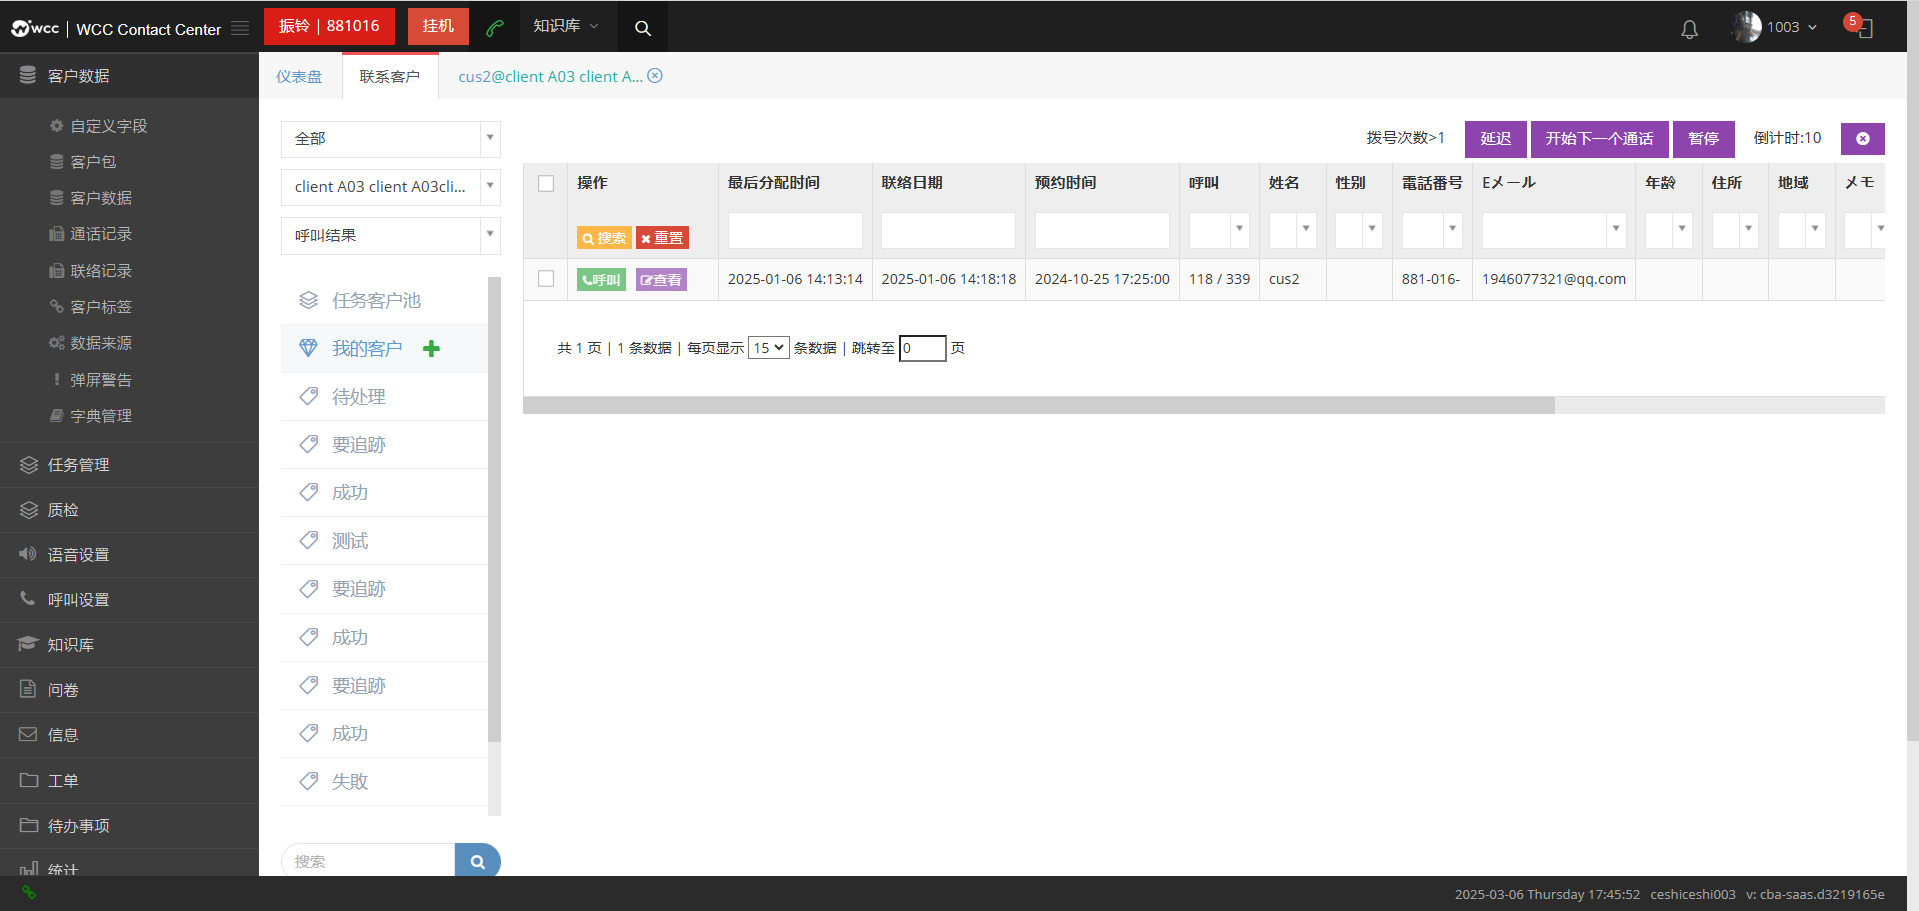 wcc | WCC Contact Center
振铃 | 881016
挂机
知识库
1003
5
客户数据
自定义字段
客户包
客户数据
通话记录
联络记录
客户标签
数据来源
弹屏警告
字典管理
任务管理
质检
语音设置
呼叫设置
知识库
问卷
信息
工单
待办事项
统计
仪表盘
联系客户
cus2@client A03 client A...
全部
client A03 client A03cli...
呼叫结果
任务客户池
我的客户
待处理
要追跡
成功
测试
要追跡
成功
要追跡
成功
失敗
搜索
拨号次数>1
延迟
开始下一个通话
暂停
倒计时:10
操作 最后分配时间 联络日期 预约时间 呼叫 姓名 性别 電話番号 Eメール 年龄 住所 地域 メモ
搜索 重置
呼叫 查看 2025-01-06 14:13:14 2025-01-06 14:18:18 2024-10-25 17:25:00 118 / 339 cus2 881-016- 1946077321@qq.com
共 1 页 | 1 条数据 | 每页显示 15 条数据 | 跳转至 0 页
2025-03-06 Thursday 17:45:52 ceshiceshi003 v: cba-saas.d3219165e